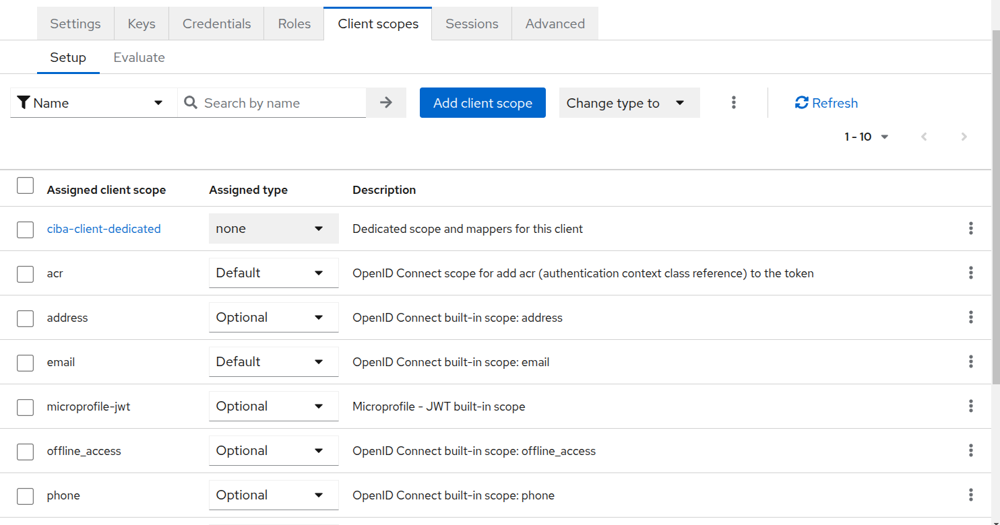 Settings Keys Credentials Roles Client scopes Sessions Advanced
Setup Evaluate
Name Search by name Add client scope Change type to Refresh
1 - 10
Assigned client scope Assigned type Description
ciba-client-dedicated none Dedicated scope and mappers for this client
acr Default OpenID Connect scope for add acr (authentication context class reference) to the token
address Optional OpenID Connect built-in scope: address
email Default OpenID Connect built-in scope: email
microprofile-jwt Optional Microprofile - JWT built-in scope
offline_access Optional OpenID Connect built-in scope: offline_access
phone Optional OpenID Connect built-in scope: phone